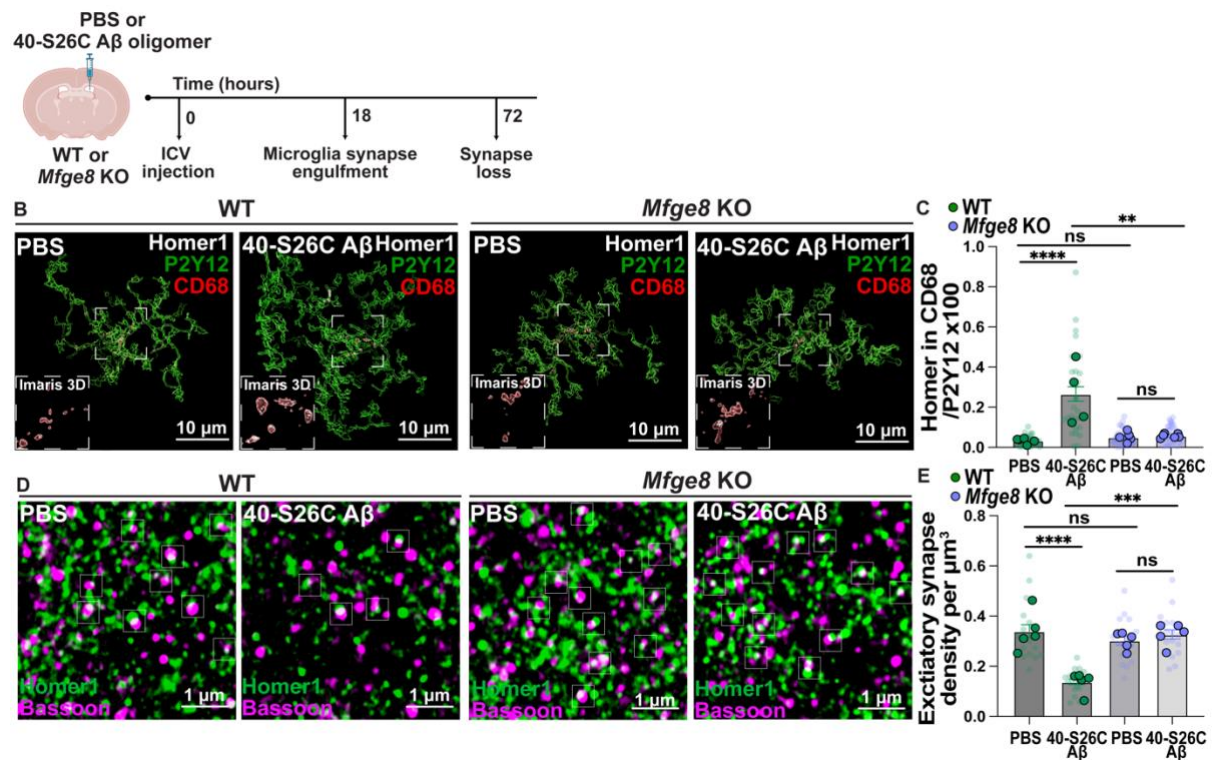 PBS or
40-S26C Aβ oligomer
Time (hours)
0
18
72
WT or
Mfge8 KO
ICV
injection
Microglia synapse
engulfment
Synapse
loss
B
WT
Mfge8 KO
PBS
Homer1
P2Y12
CD68
Imaris 3D
10 μm
40-S26C Aβ
Homer1
P2Y12
CD68
Imaris 3D
10 μm
PBS
Homer1
P2Y12
CD68
Imaris 3D
10 μm
40-S26C Aβ
Homer1
P2Y12
CD68
Imaris 3D
10 μm
C
WT
Mfge8 KO
**
ns
****
ns
Homer in CD68
/P2Y12 x100
1.0
0.8
0.6
0.4
0.2
0.0
PBS
40-S26C
Aβ
PBS
40-S26C
Aβ
D
WT
Mfge8 KO
PBS
Homer1
Bassoon
1 μm
40-S26C Aβ
Homer1
Bassoon
1 μm
PBS
Homer1
Bassoon
1 μm
40-S26C Aβ
Homer1
Bassoon
1 μm
E
WT
Mfge8 KO
***
ns
****
ns
Exctiatory synapse
density per μm³
0.8
0.6
0.4
0.2
0.0
PBS
40-S26C
Aβ
PBS
40-S26C
Aβ